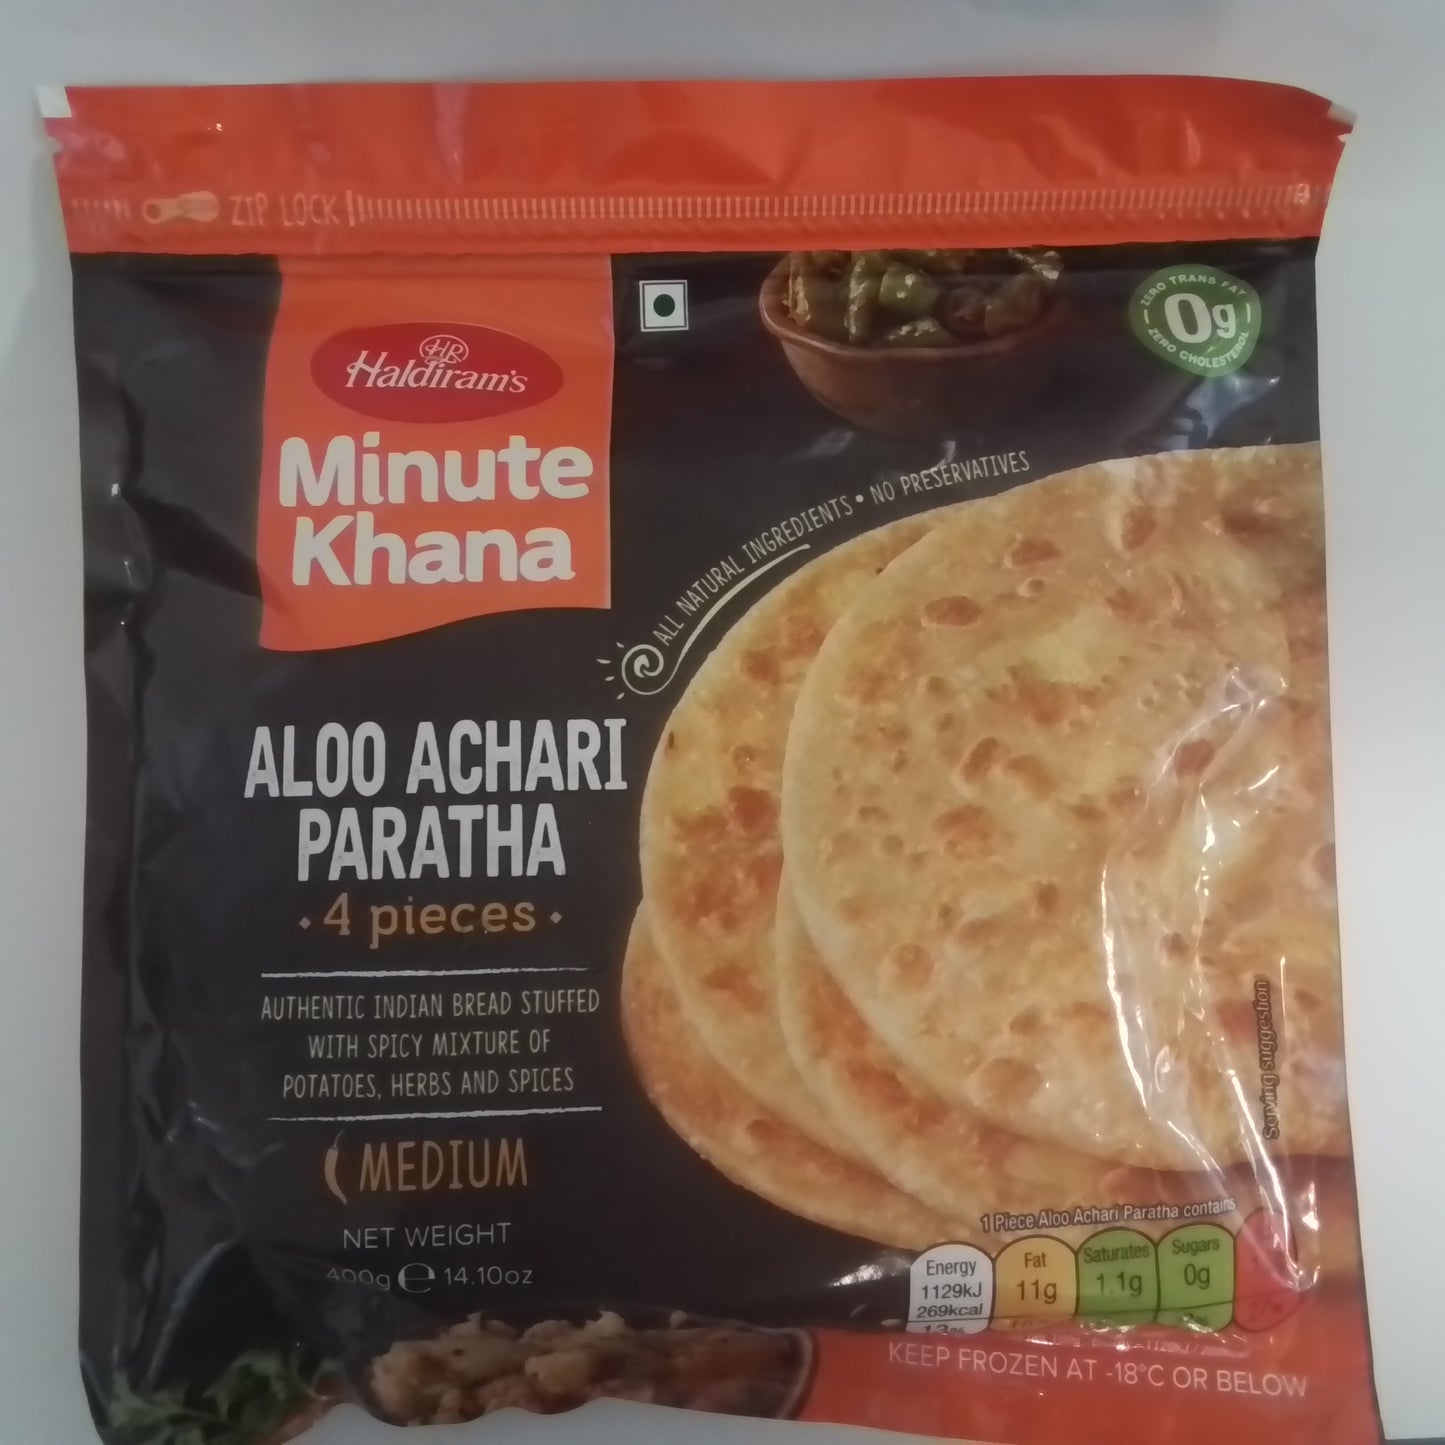 ZIP LOCK
HR
Haldiram's
Minute
Khana
ZERO TRANS FAT
0g
ZERO CHOLESTEROL
ALL NATURAL INGREDIENTS • NO PRESERVATIVES
ALOO ACHARI
PARATHA
• 4 pieces •
AUTHENTIC INDIAN BREAD STUFFED
WITH SPICY MIXTURE OF
POTATOES, HERBS AND SPICES
MEDIUM
NET WEIGHT
400g e 14.10oz
Serving suggestion
1 Piece Aloo Achari Paratha contains
Energy
1129kJ
269kcal
13%
Fat
11g
Saturates
1.1g
Sugars
0g
KEEP FROZEN AT -18°C OR BELOW